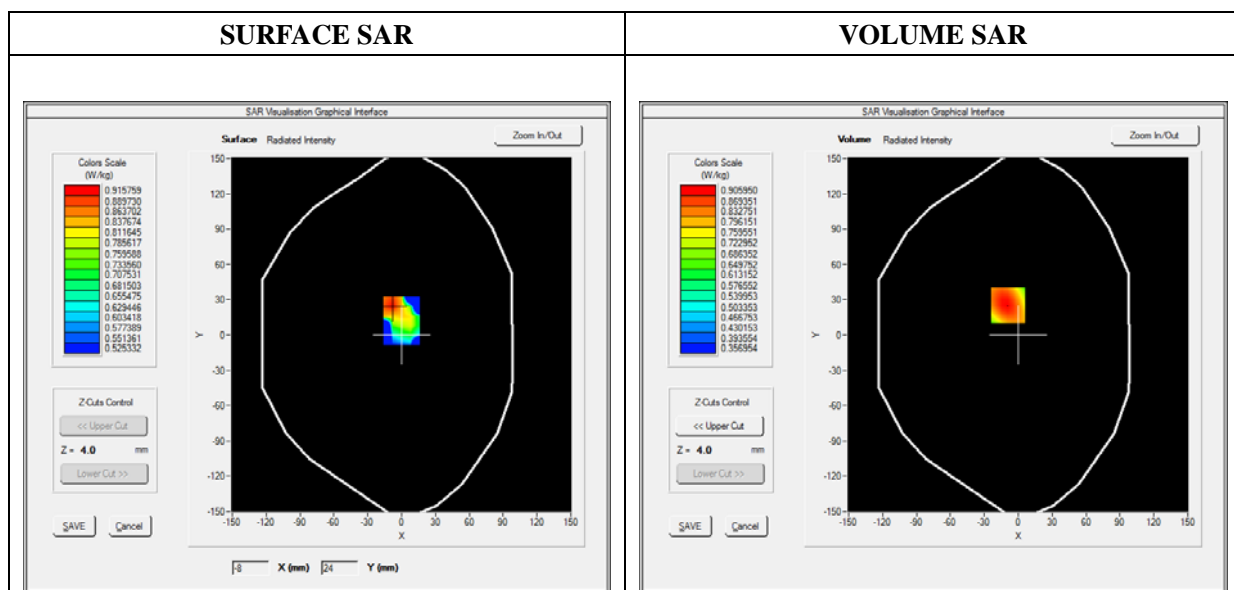 SURFACE SAR
VOLUME SAR
SAR Visualisation Graphical Interface
Surface Radiated Intensity
Zoom In/Out
Colors Scale
(W/kg)
0.915759
0.889730
0.863702
0.837674
0.811645
0.785617
0.759588
0.733560
0.707531
0.681503
0.655475
0.629446
0.603418
0.577389
0.551361
0.525332
Z-Cuts Control
<< Upper Cut
Z = 4.0 mm
Lower Cut >>
SAVE Cancel
150
120
90
60
30
0
-30
-60
-90
-120
-150
Y
-150 -120 -90 -60 -30 0 30 60 90 120 150
X
-8 X (mm) 24 Y (mm)
SAR Visualisation Graphical Interface
Volume Radiated Intensity
Zoom In/Out
Colors Scale
(W/kg)
0.905950
0.869351
0.832751
0.796151
0.759551
0.722952
0.686352
0.649752
0.613152
0.576552
0.539953
0.503353
0.466753
0.430153
0.393554
0.356954
Z-Cuts Control
<< Upper Cut
Z = 4.0 mm
Lower Cut >>
SAVE Cancel
150
120
90
60
30
0
-30
-60
-90
-120
-150
Y
-150 -120 -90 -60 -30 0 30 60 90 120 150
X